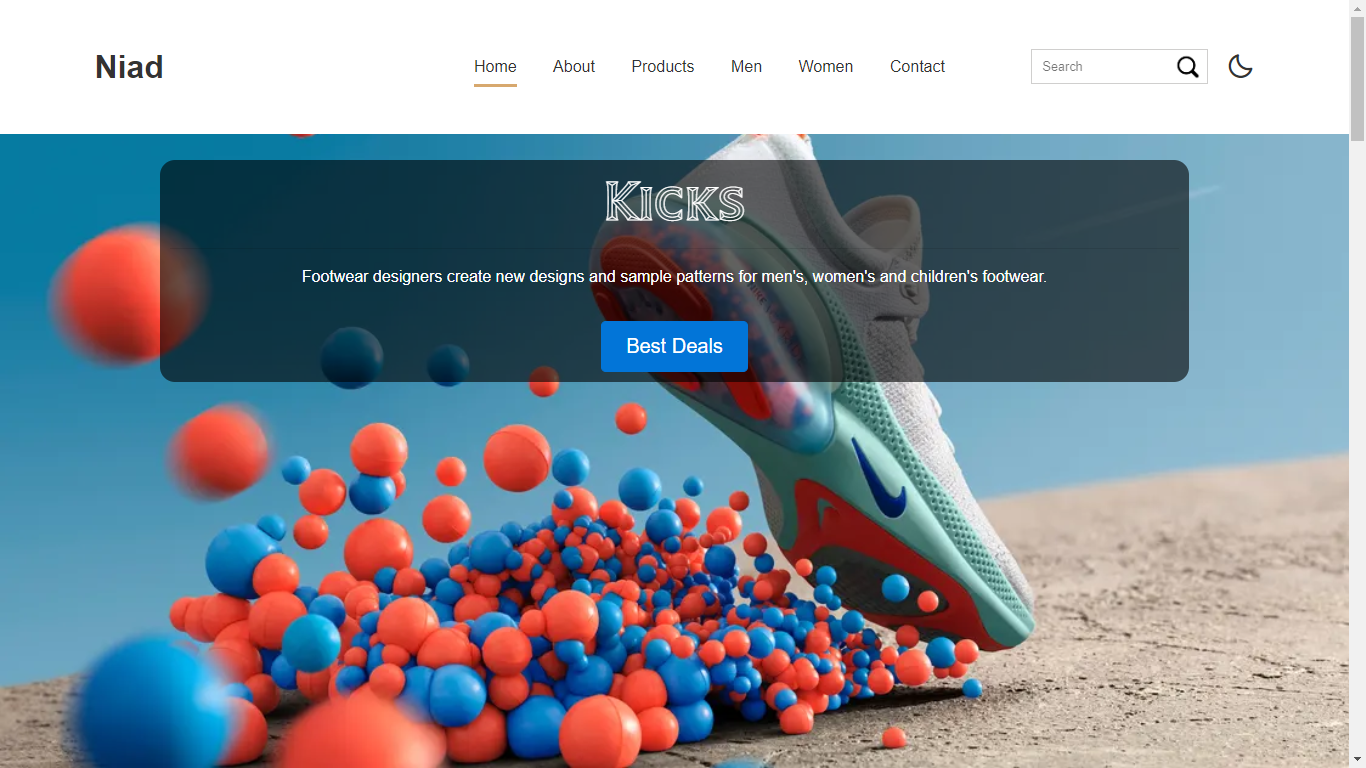 Niad
Home About Products Men Women Contact Search
Kicks
Footwear designers create new designs and sample patterns for men's, women's and children's footwear.
Best Deals